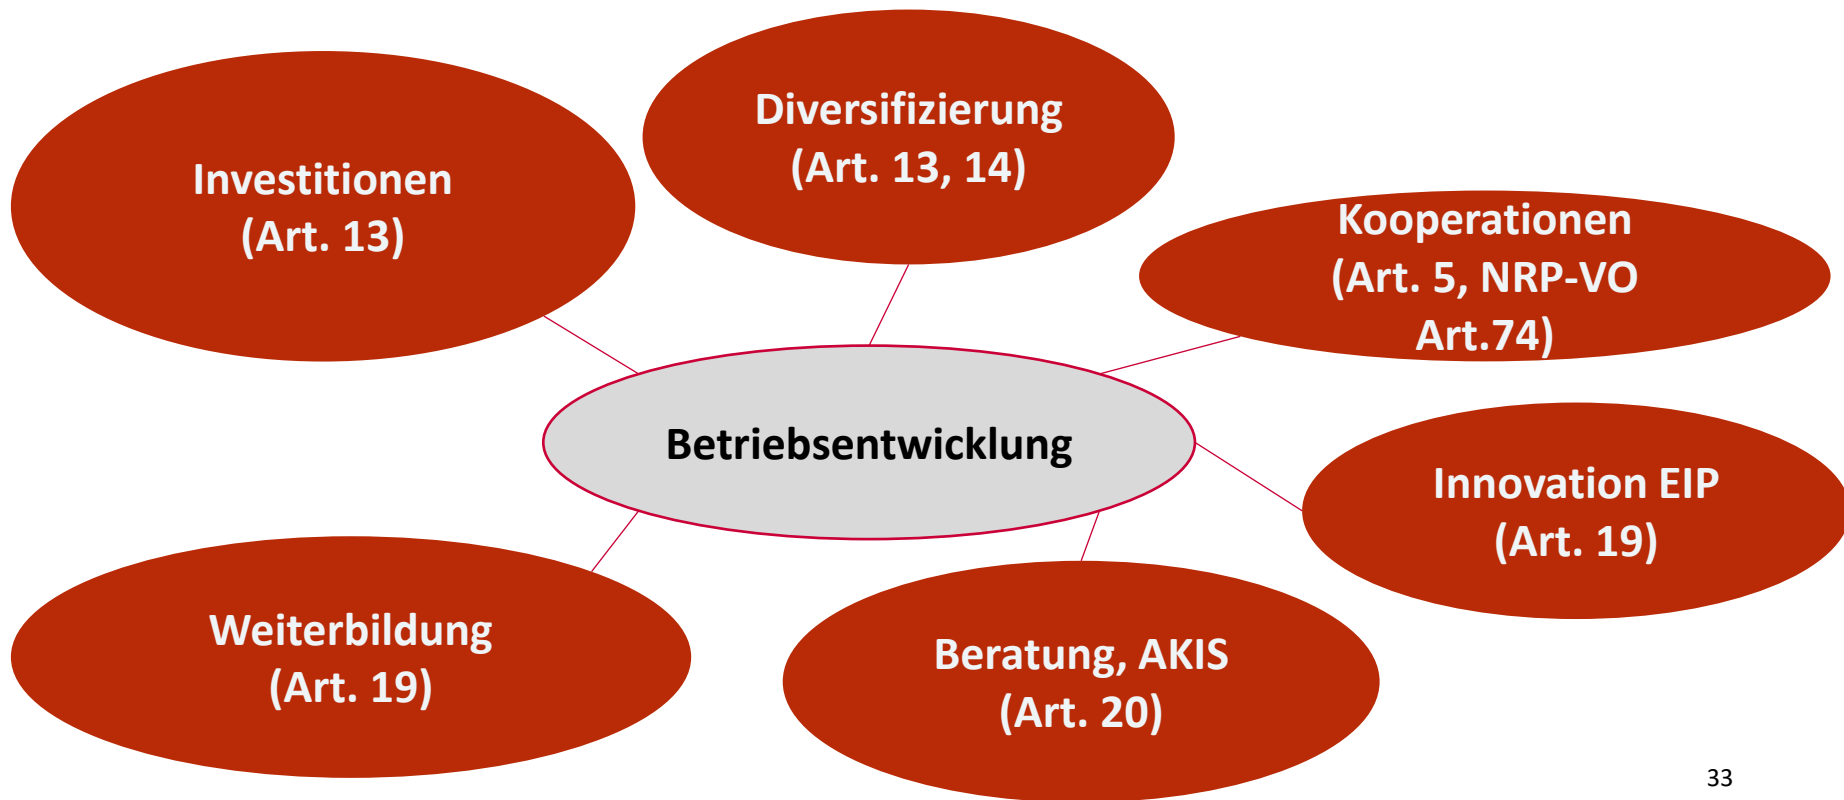 Diversifizierung
(Art. 13, 14)
Investitionen
(Art. 13)
Kooperationen
(Art. 5, NRP-VO
Art.74)
Betriebsentwicklung
Innovation EIP
(Art. 19)
Weiterbildung
(Art. 19)
Beratung, AKIS
(Art. 20)
33